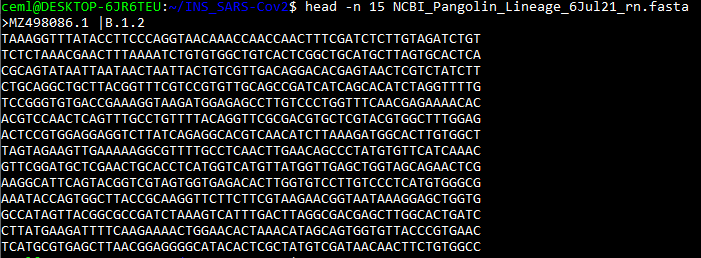 ceml@DESKTOP-6JR6TEU:~/INS_SARS-Cov2$ head -n 15 NCBI_Pangolin_Lineage_6Jul21_rn.fasta
>MZ498086.1 |B.1.2
TAAAGGTTTATACCTTCCCAGGTAACAAACCAACCAACTTTCGATCTCTTGTAGATCTGT
TCTCTAAACGAACTTTAAAATCTGTGTGGCTGTCACTCGGCTGCATGCTTAGTGCACTCA
CGCAGTATAATTAATAACTAATTACTGTCGTTGACAGGACACGAGTAACTCGTCTATCTT
CTGCAGGCTGCTTACGGTTTCGTCCGTGTTGCAGCCGATCATCAGCACATCTAGGTTTTG
TCCGGGTGTGACCGAAAGGTAAGATGGAGAGCCTTGTCCCTGGTTTCAACGAGAAAACAC
ACGTCCAACTCAGTTTGCCTGTTTTACAGGTTCGCGACGTGCTCGTACGTGGCTTTGGAG
ACTCCGTGGAGGAGGTCTTATCAGAGGCACGTCAACATCTTAAAGATGGCACTTGTGGCT
TAGTAGAAGTTGAAAAAGGCGTTTTGCCTCAACTTGAACAGCCCTATGTGTTCATCAAAC
GTTCGGATGCTCGAACTGCACCTCATGGTCATGTTATGGTTGAGCTGGTAGCAGAACTCG
AAGGCATTCAGTACGGTCGTAGTGGTGAGACACTTGGTGTCCTTGTCCCTCATGTGGGCG
AAATACCAGTGGCTTACCGCAAGGTTCTTCTTCGTAAGAACGGTAATAAAGGAGCTGGTG
GCCATAGTTACGGCGCCGATCTAAAGTCATTTGACTTAGGCGACGAGCTTGGCACTGATC
CTTATGAAGATTTTCAAGAAAACTGGAACACTAAACATAGCAGTGGTGTTACCCGTGAAC
TCATGCGTGAGCTTAACGGAGGGGCATACACTCGCTATGTCGATAACAACTTCTGTGGCC